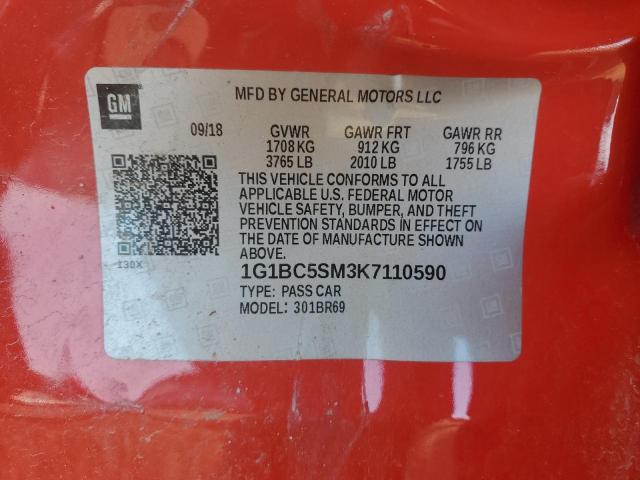 GM
MFD BY GENERAL MOTORS LLC
09/18 GVWR GAWR FRT GAWR RR
1708 KG 912 KG 796 KG
3765 LB 2010 LB 1755 LB
THIS VEHICLE CONFORMS TO ALL
APPLICABLE U.S. FEDERAL MOTOR
VEHICLE SAFETY, BUMPER, AND THEFT
PREVENTION STANDARDS IN EFFECT ON
THE DATE OF MANUFACTURE SHOWN
ABOVE.
130X
1G1BC5SM3K7110590
TYPE: PASS CAR
MODEL: 301BR69